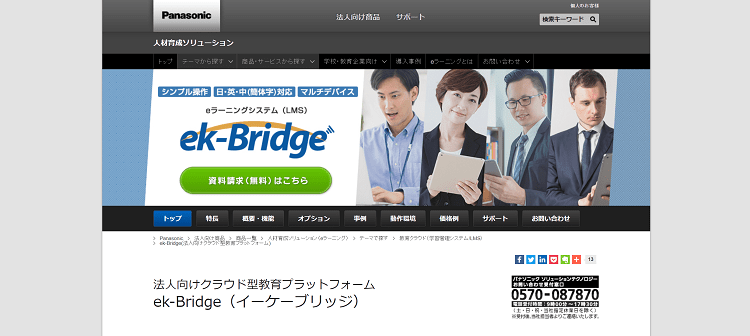 個人のお客様
Panasonic
法人向け商品 サポート
検索キーワード
人材育成ソリューション
トップ テーマから探す 商品・サービスから探す 学校・教育企業向け 導入事例 eラーニングとは お問い合わせ
シンプル操作 日・英・中(簡体字)対応 マルチデバイス
eラーニングシステム（LMS）
ek-Bridge
資料請求（無料）はこちら
トップ 特長 概要・機能 オプション 事例 動作環境 価格例 サポート お問い合わせ
Panasonic > 法人向け商品 > 商品一覧 > 人材育成ソリューション(eラーニング) > テーマで探す > 教育クラウド(学習管理システム/LMS)
> ek-Bridge(法人向けクラウド型教育プラットフォーム)
13
法人向けクラウド型教育プラットフォーム
ek-Bridge（イーケーブリッジ）
パナソニック ソリューションテクノロジー
お問い合わせ受付窓口
0570-087870
電話受付時間：9時00分～17時30分
（土・日・祝・当社指定休業日を除く）
※受付後、当社担当者よりご連絡いたします。